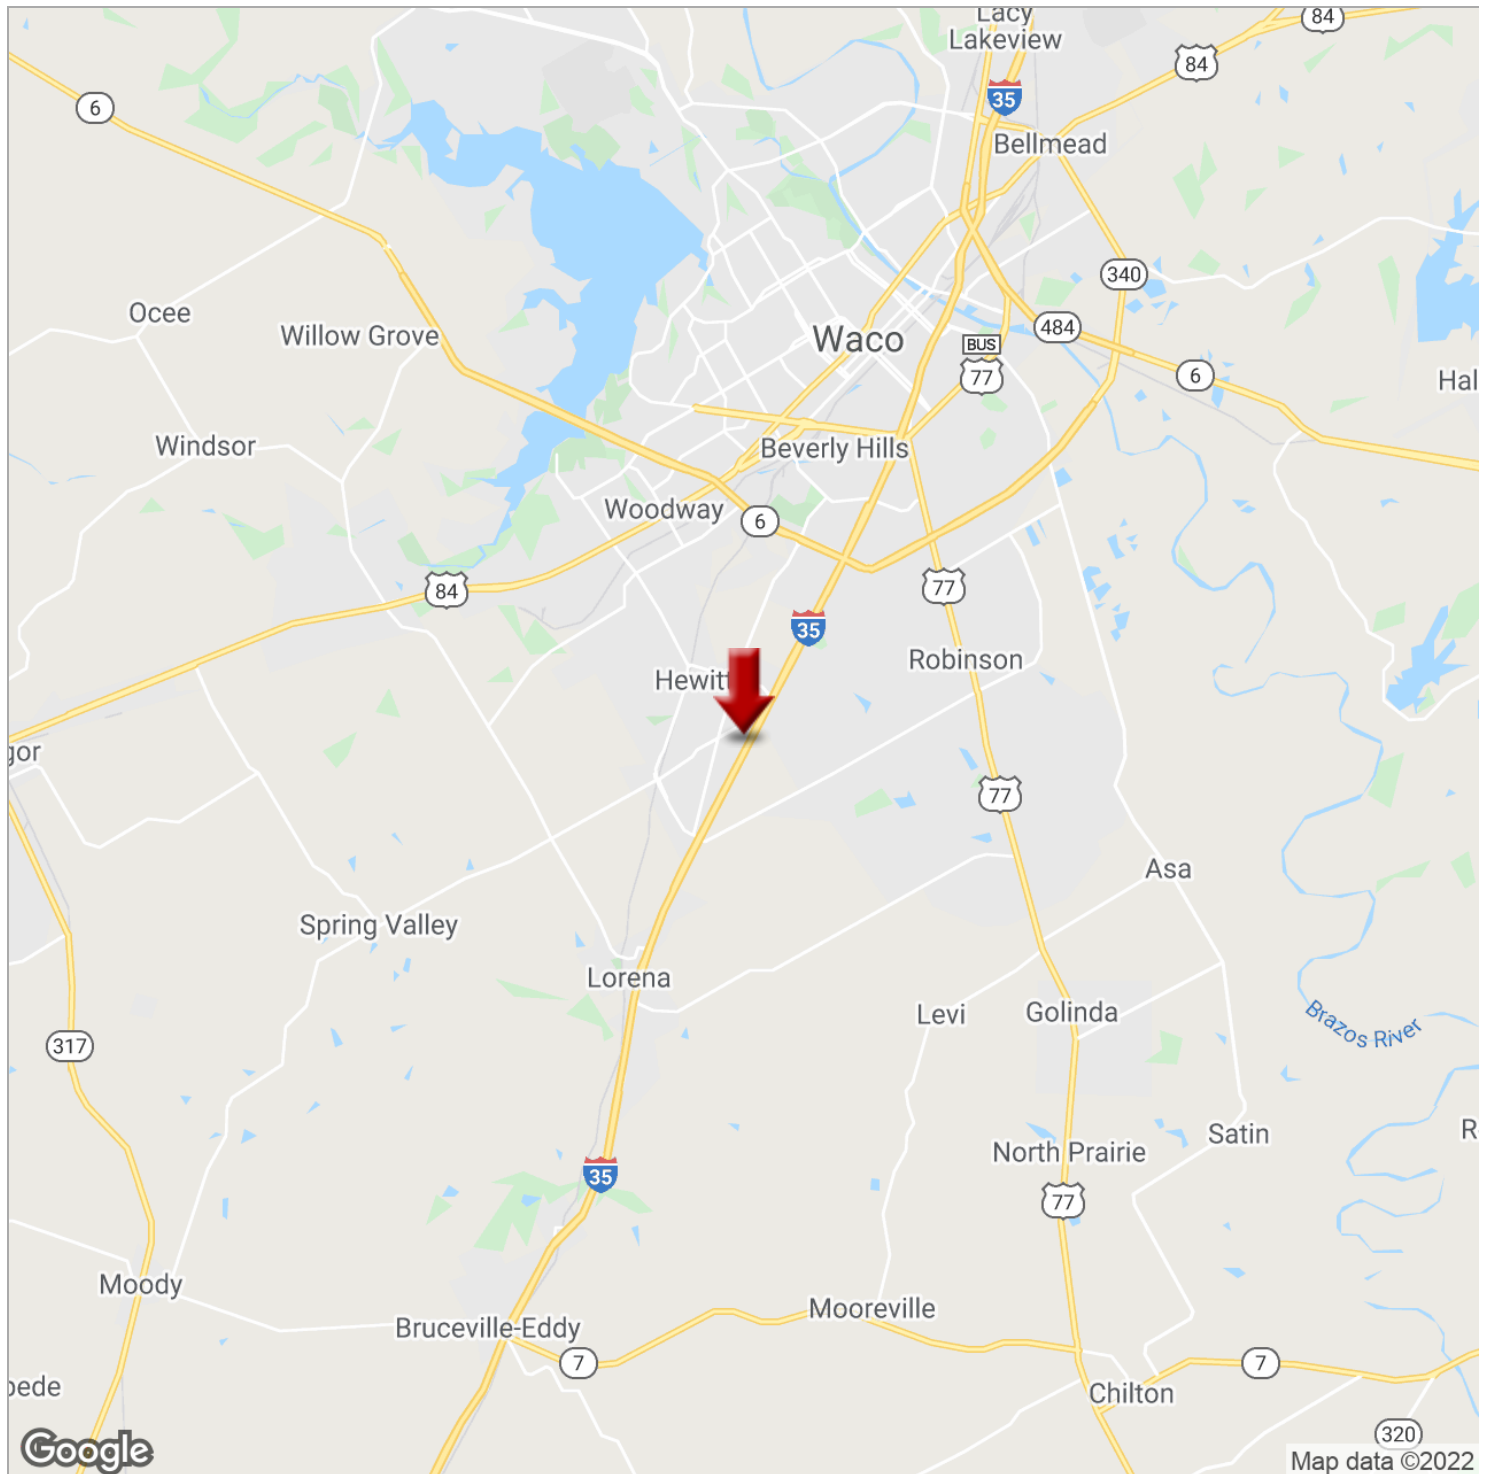 Lacy
Lakeview
84
84
6
35
Bellmead
340
Ocee
484
Willow Grove
Waco
BUS
77
6
Hal
Windsor
Beverly Hills
Woodway
6
84
77
35
Robinson
Hewitt
gor
77
Asa
Spring Valley
Lorena
Levi
Golinda
Brazos River
317
R
Satin
North Prairie
35
77
Moody
Mooreville
Bruceville-Eddy
7
7
pede
Chilton
320
Google
Map data ©2022